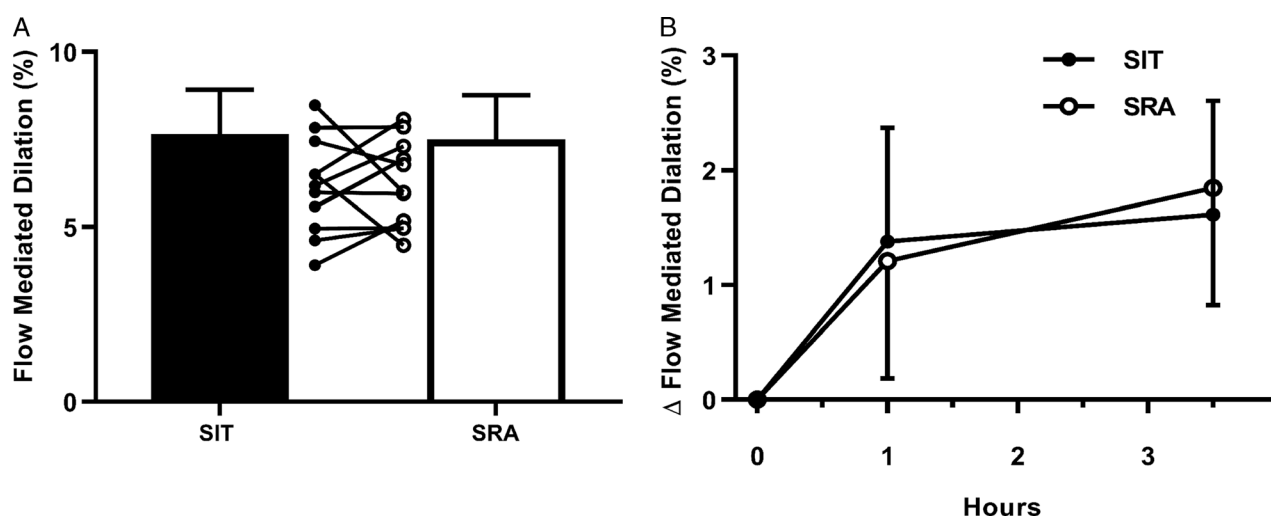 A
Flow Mediated Dilation (%)
10
5
0
SIT
SRA
B
Δ Flow Mediated Dialation (%)
3
2
1
0
SIT
SRA
0
1
2
3
Hours